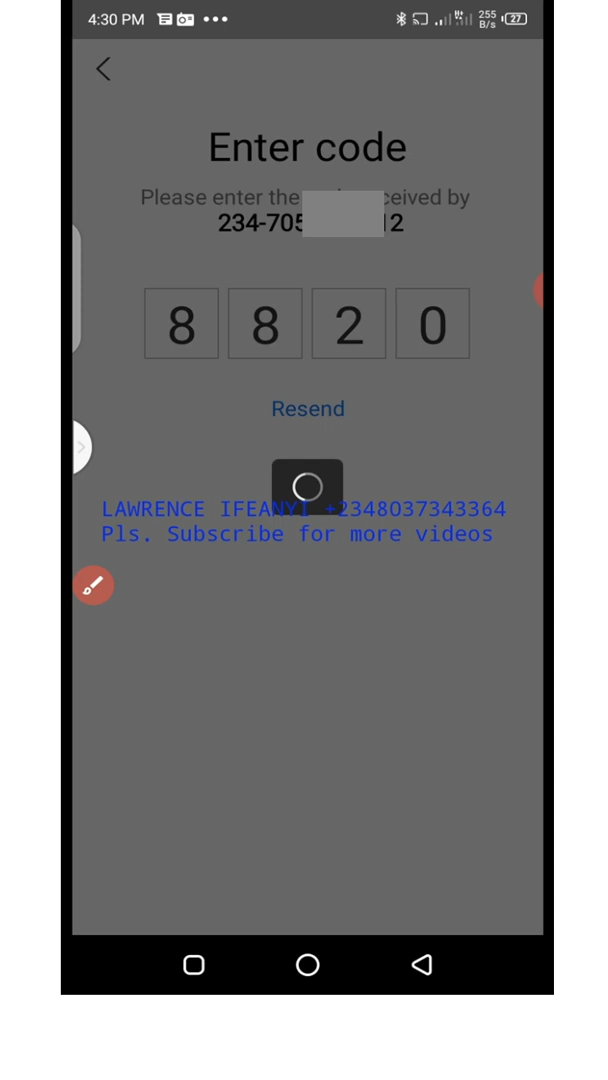 4:30 PM 255 B/s 27
Enter code
Please enter the ceived by
234-705 12
8 8 2 0
Resend
LAWRENCE IFEANYI +2348037343364
Pls. Subscribe for more videos